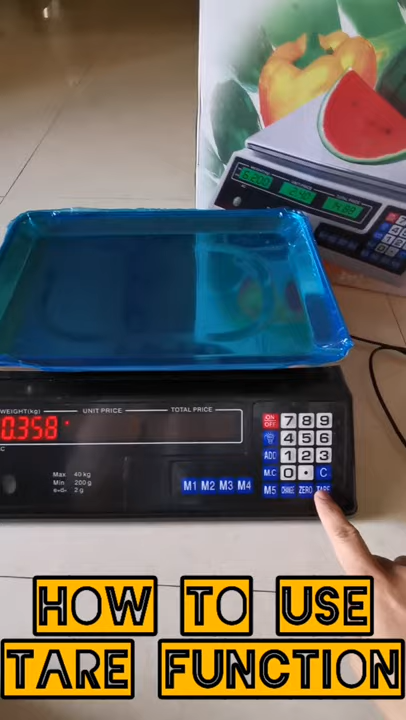 WEIGHT(kg) UNIT PRICE TOTAL PRICE
0.358
Max 40 kg
Min 200 g
e=d= 2 g
M1 M2 M3 M4
ON/OFF 7 8 9
4 5 6
ADD 1 2 3
M.C 0 • C
M5 CHANGE ZERO TARE
HOW TO USE
TARE FUNCTION